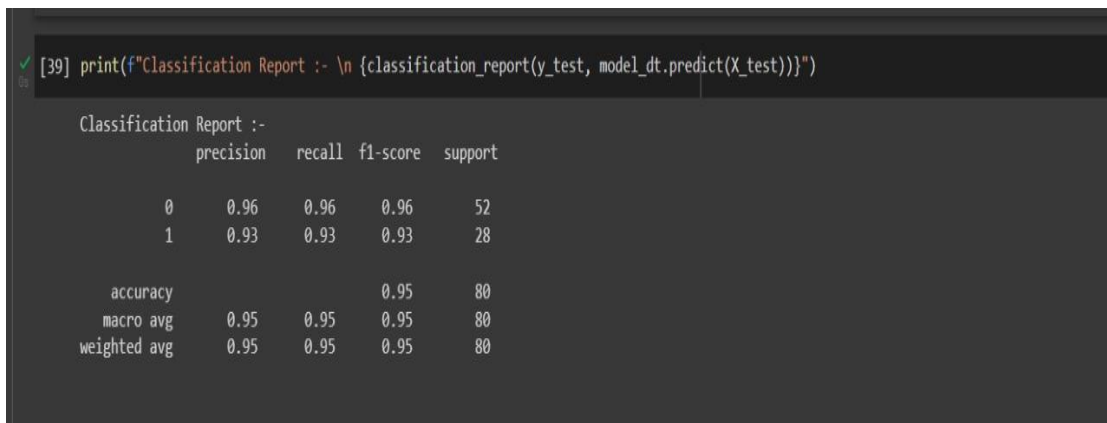 [39] print(f"Classification Report :- \n {classification_report(y_test, model_dt.predict(X_test))}")
0s
Classification Report :-
precision recall f1-score support
0 0.96 0.96 0.96 52
1 0.93 0.93 0.93 28
accuracy 0.95 80
macro avg 0.95 0.95 0.95 80
weighted avg 0.95 0.95 0.95 80